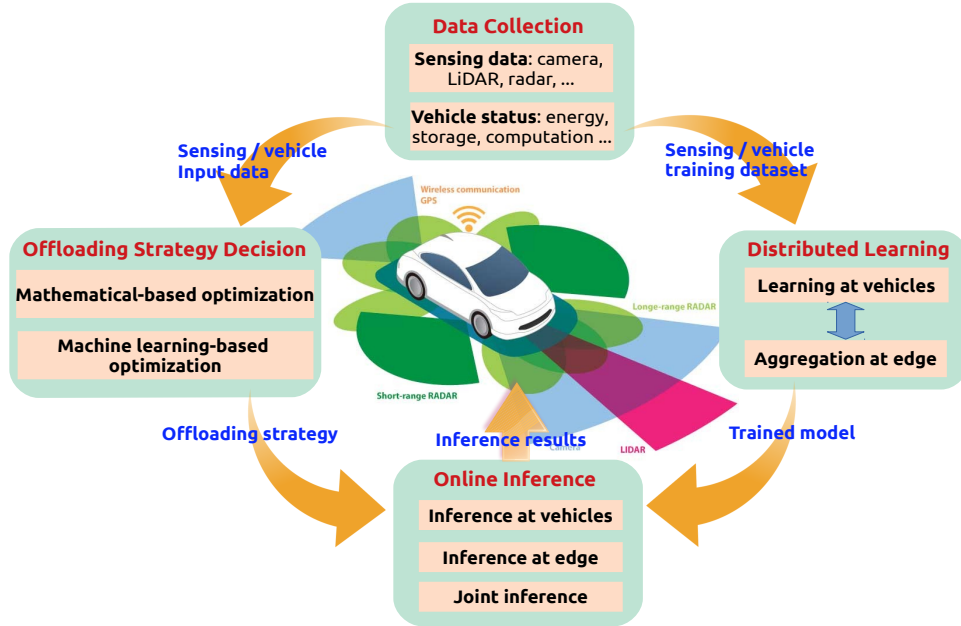 Data Collection
Sensing data: camera,
LiDAR, radar, ...
Vehicle status: energy,
storage, computation ...
Sensing / vehicle
Input data
Sensing / vehicle
training dataset
Wireless communication
GPS
Offloading Strategy Decision
Mathematical-based optimization
Machine learning-based
optimization
Distributed Learning
Learning at vehicles
Aggregation at edge
Longe-range RADAR
Short-range RADAR
Offloading strategy
Inference results
Camera
LIDAR
Trained model
Online Inference
Inference at vehicles
Inference at edge
Joint inference